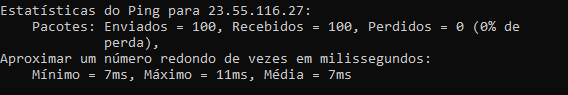 Estatísticas do Ping para 23.55.116.27:
Pacotes: Enviados = 100, Recebidos = 100, Perdidos = 0 (0% de
perda),
Aproximar um número redondo de vezes em milissegundos:
Mínimo = 7ms, Máximo = 11ms, Média = 7ms